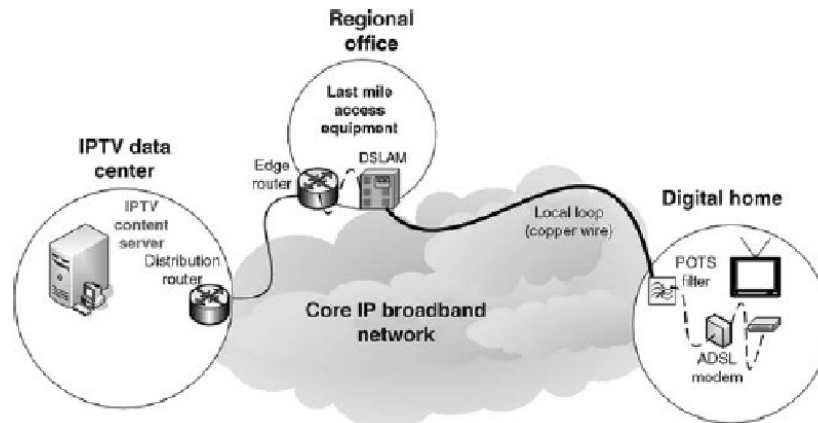 Regional
office
Last mile
access
equipment
DSLAM
Edge
router
IPTV data
center
IPTV
content
server
Distribution
router
Core IP broadband
network
Local loop
(copper wire)
Digital home
POTS
filter
ADSL
modem